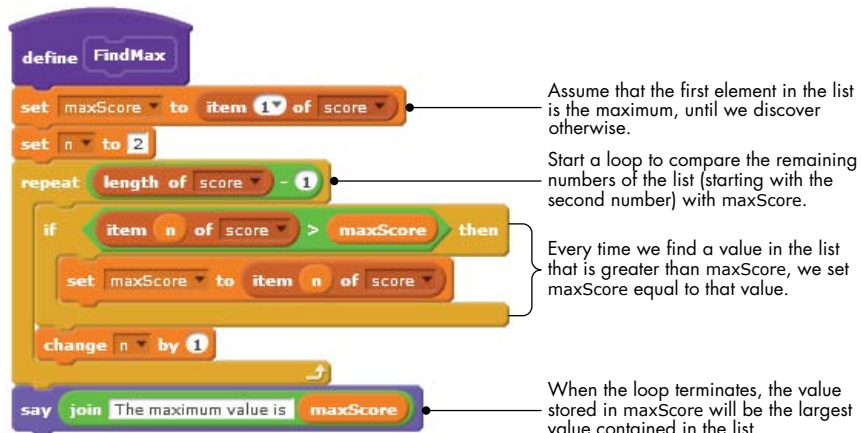 define FindMax
set maxScore to item 1 of score
Assume that the first element in the list
is the maximum, until we discover
otherwise.
set n to 2
repeat length of score - 1
Start a loop to compare the remaining
numbers of the list (starting with the
second number) with maxScore.
if item n of score > maxScore then
set maxScore to item n of score
Every time we find a value in the list
that is greater than maxScore, we set
maxScore equal to that value.
change n by 1
say join The maximum value is maxScore
When the loop terminates, the value
stored in maxScore will be the largest
value contained in the list